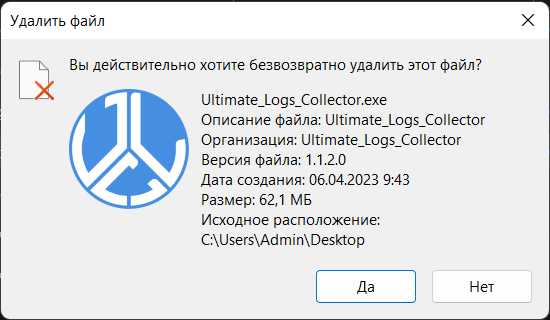 Удалить файл
Вы действительно хотите безвозвратно удалить этот файл?
Ultimate_Logs_Collector.exe
Описание файла: Ultimate_Logs_Collector
Организация: Ultimate_Logs_Collector
Версия файла: 1.1.2.0
Дата создания: 06.04.2023 9:43
Размер: 62,1 МБ
Исходное расположение:
C:\Users\Admin\Desktop
Да
Нет